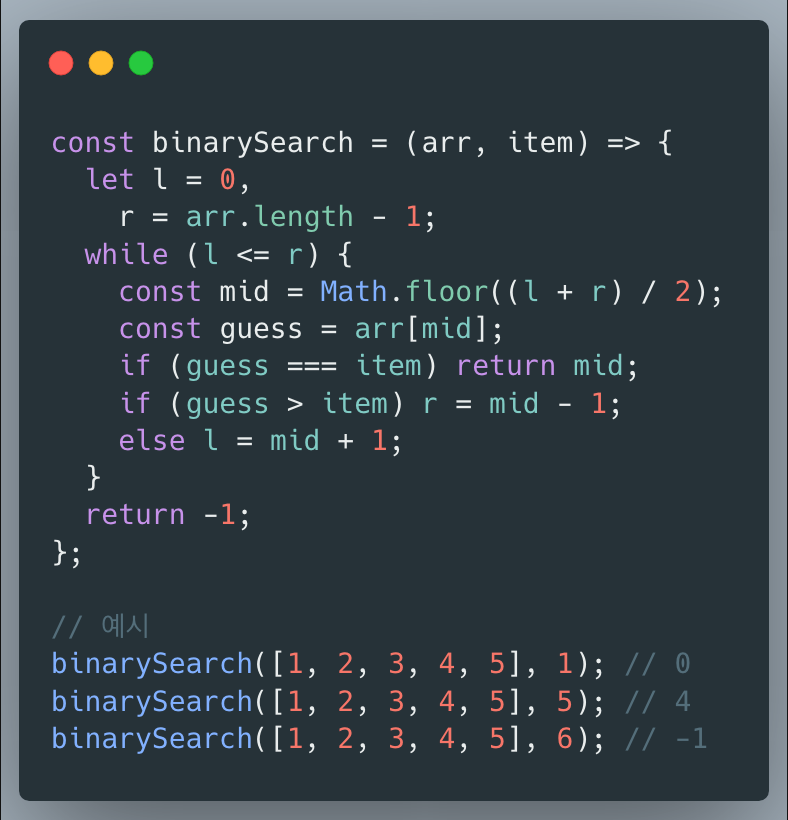 const binarySearch = (arr, item) => {
  let l = 0,
    r = arr.length - 1;
  while (l <= r) {
    const mid = Math.floor((l + r) / 2);
    const guess = arr[mid];
    if (guess === item) return mid;
    if (guess > item) r = mid - 1;
    else l = mid + 1;
  }
  return -1;
};
// 예시
binarySearch([1, 2, 3, 4, 5], 1); // 0
binarySearch([1, 2, 3, 4, 5], 5); // 4
binarySearch([1, 2, 3, 4, 5], 6); // -1